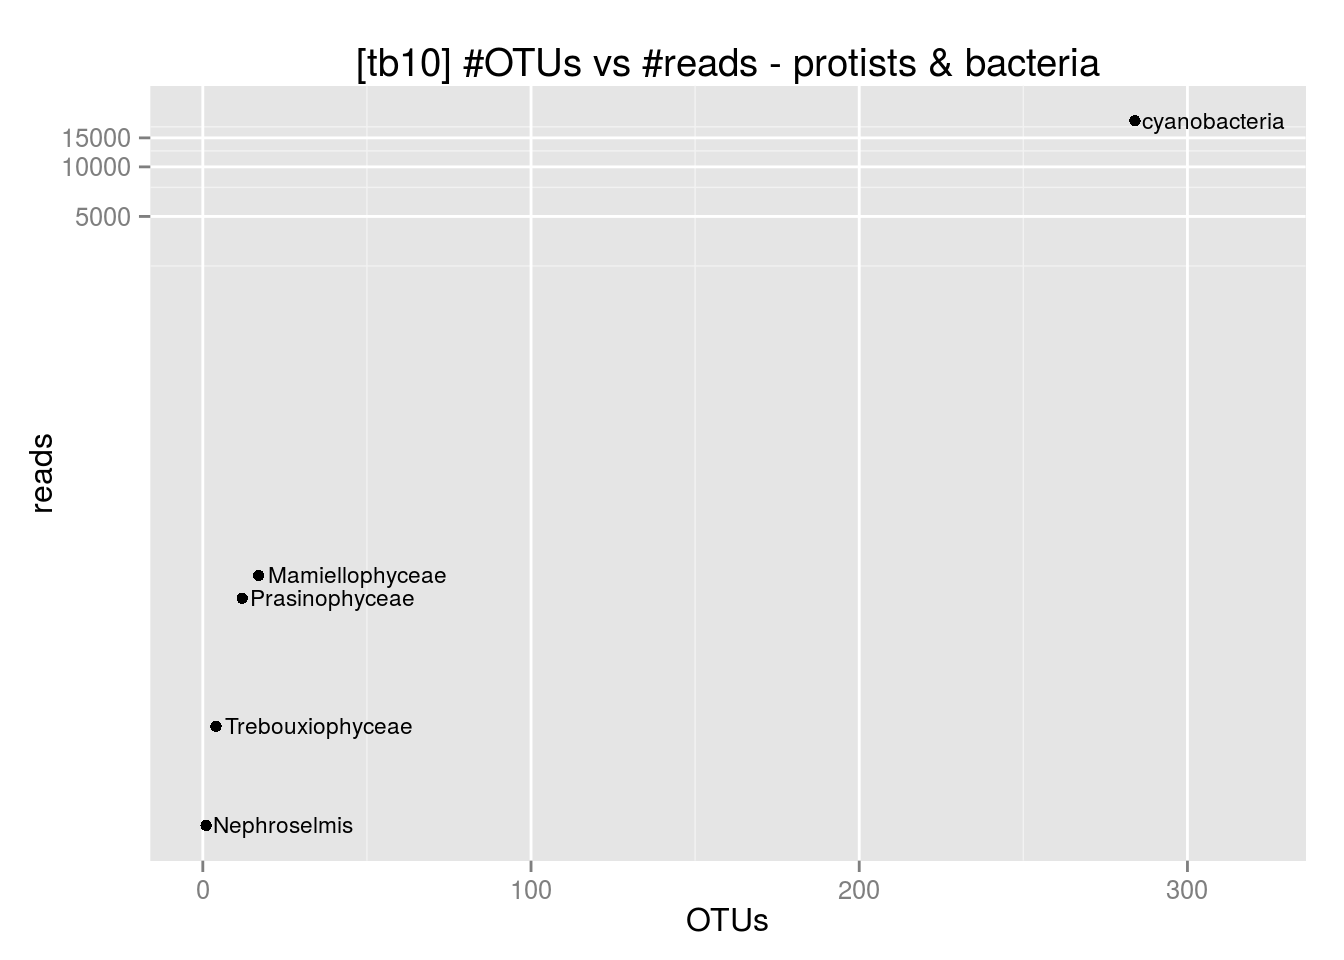 [tb10] #OTUs vs #reads - protists & bacteria
cyanobacteria
15000
10000
5000
reads
Mamiellophyceae
Prasinophyceae
Trebouxiophyceae
Nephroselmis
0 100 200 300
OTUs